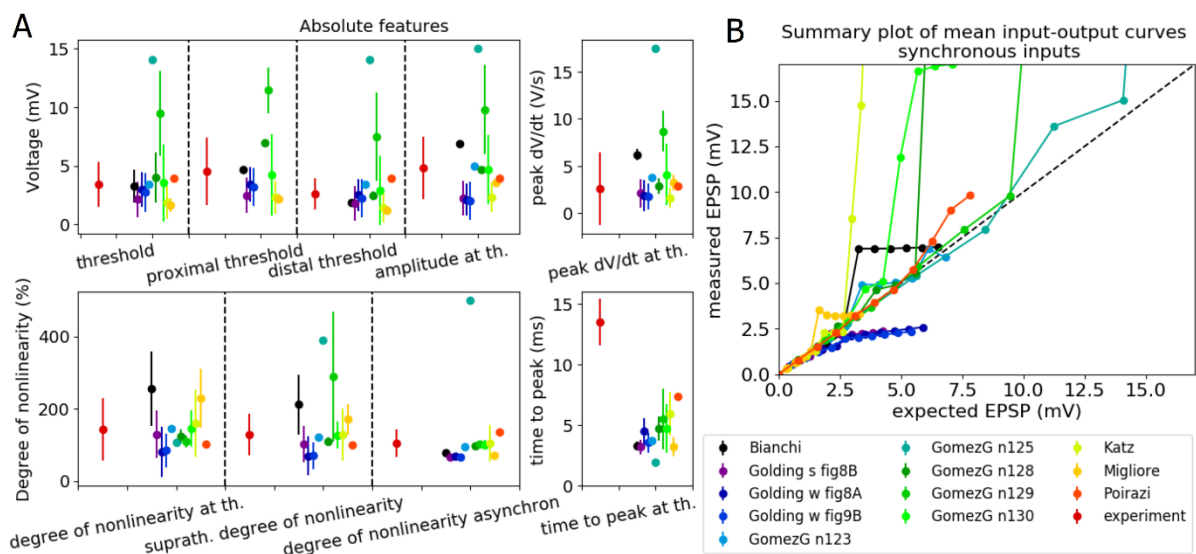 A
Absolute features
Voltage (mV)
15
10
5
0
threshold
proximal threshold
distal threshold
amplitude at th.
peak dV/dt (V/s)
15
10
5
0
peak dV/dt at th.
Degree of nonlinearity (%)
400
200
0
degree of nonlinearity at th.
suprath. degree of nonlinearity
degree of nonlinearity asynchron
time to peak (ms)
15
10
5
0
time to peak at th.
B
Summary plot of mean input-output curves
synchronous inputs
measured EPSP (mV)
15.0
12.5
10.0
7.5
5.0
2.5
0.0
0.0 2.5 5.0 7.5 10.0 12.5 15.0
expected EPSP (mV)
Bianchi
Golding s fig8B
Golding w fig8A
Golding w fig9B
GomezG n123
GomezG n125
GomezG n128
GomezG n129
GomezG n130
Katz
Migliore
Poirazi
experiment